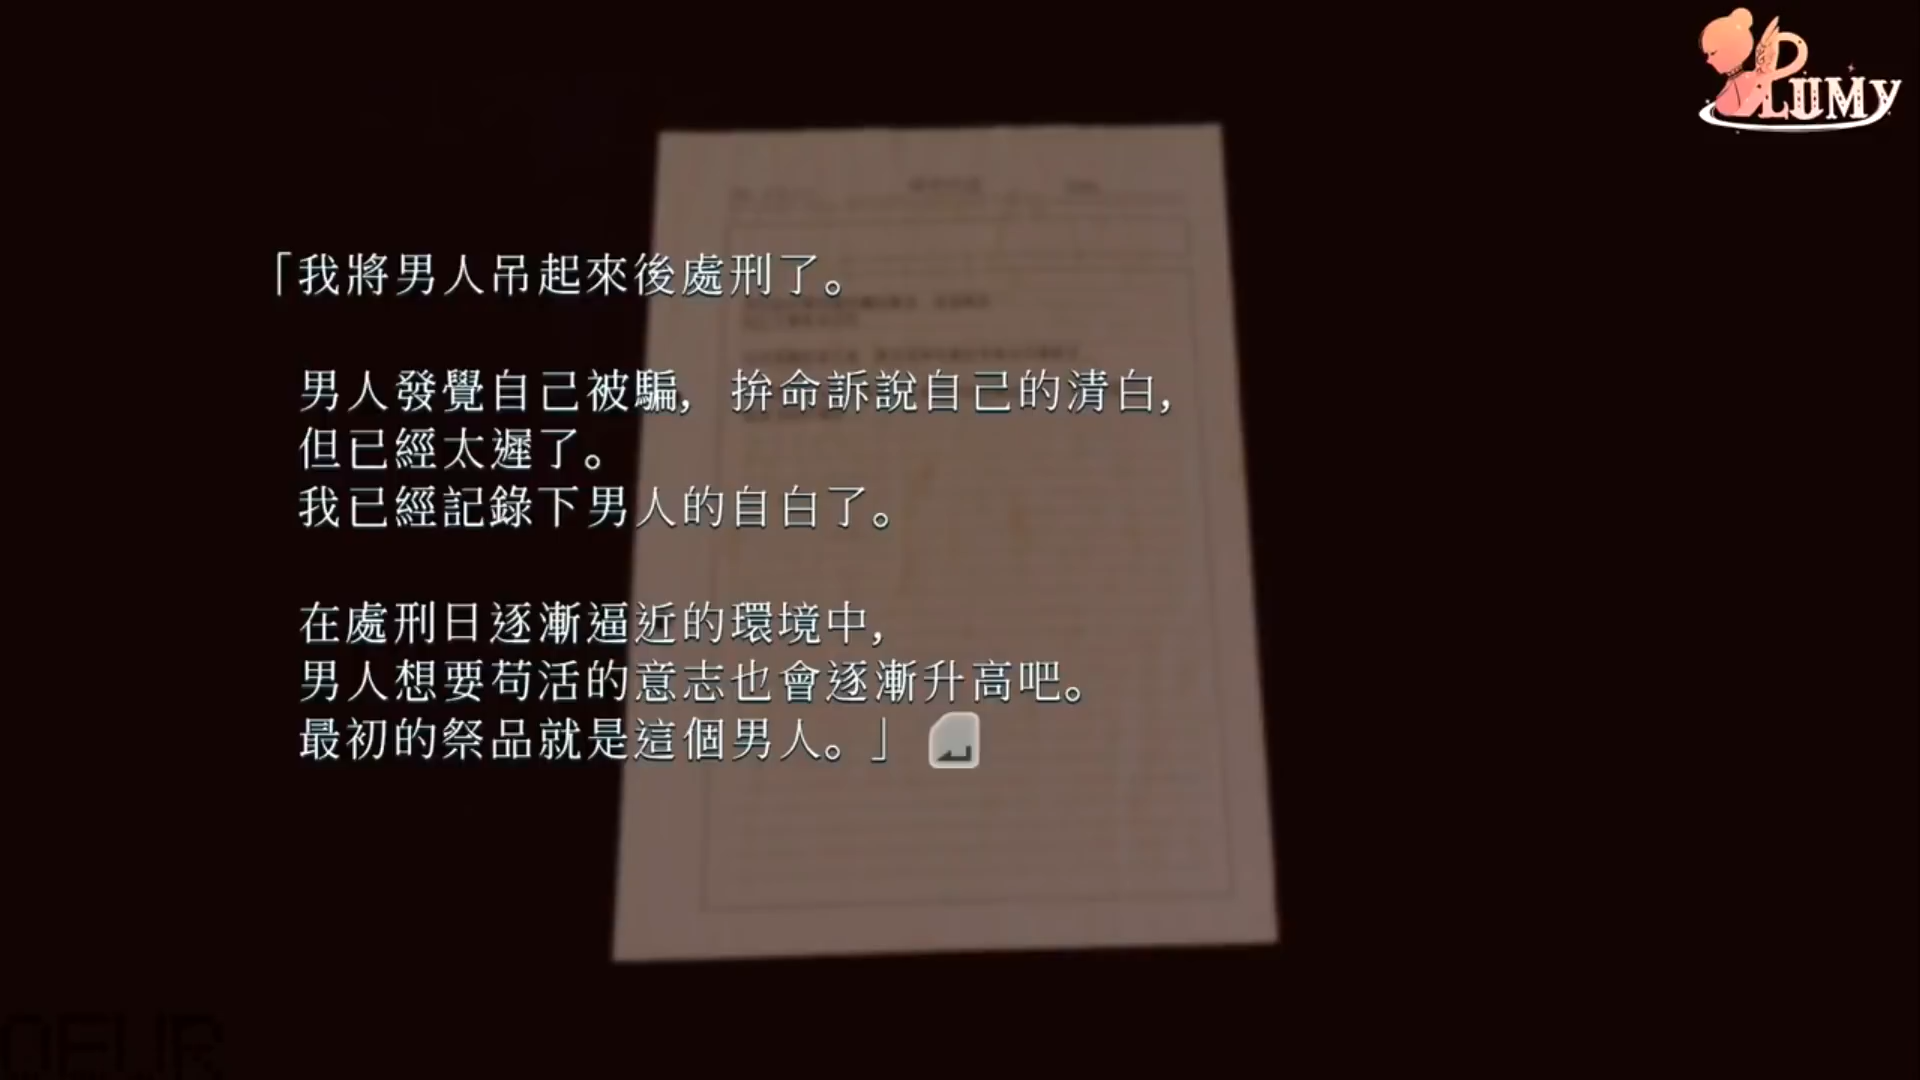 「我將男人吊起來後處刑了。
男人發覺自己被騙，拚命訴說自己的清白，
但已經太遲了。
我已經記錄下男人的自白了。
在處刑日逐漸逼近的環境中，
男人想要苟活的意志也會逐漸升高吧。
最初的祭品就是這個男人。」
PLUMY